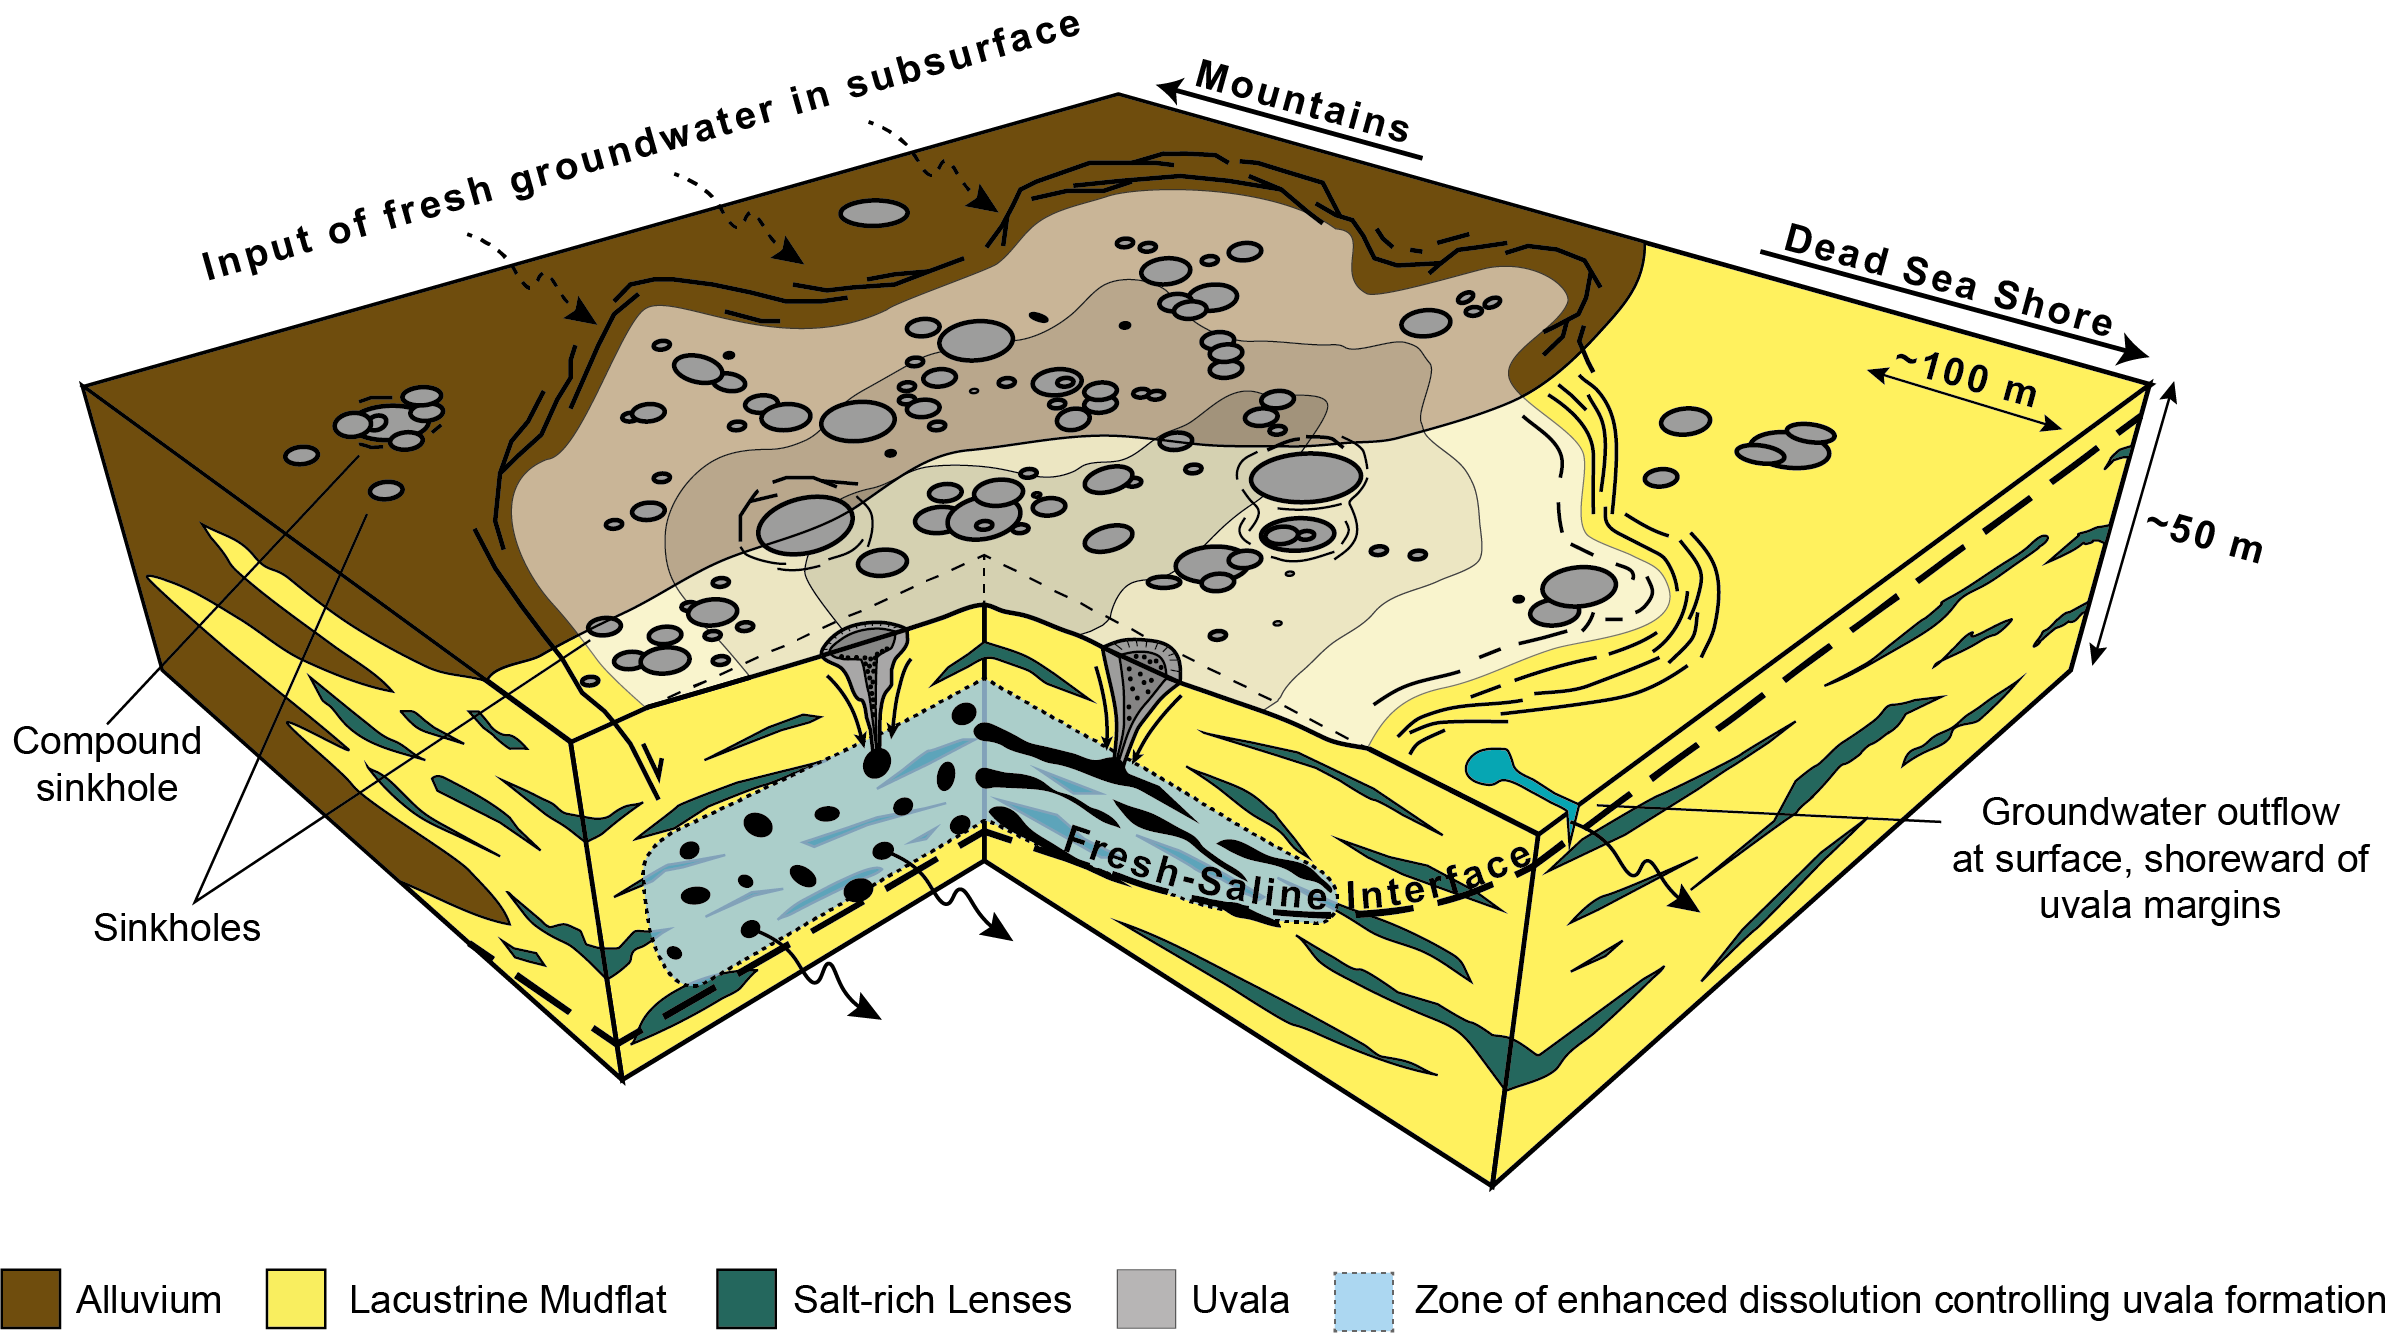 Input of fresh groundwater in subsurface
Mountains
Dead Sea Shore
~100 m
~50 m
Compound
sinkhole
Sinkholes
Fresh-Saline Interface
Groundwater outflow
at surface, shoreward of
uvala margins
Alluvium
Lacustrine Mudflat
Salt-rich Lenses
Uvala
Zone of enhanced dissolution controlling uvala formation